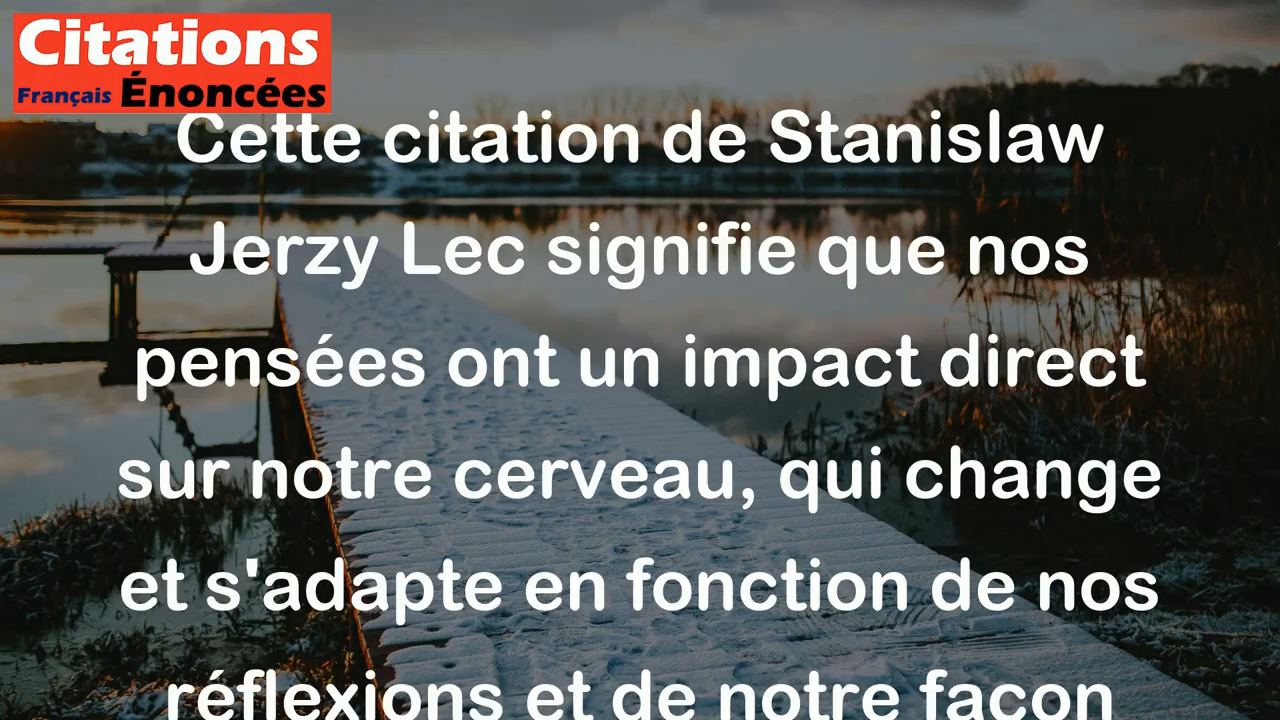 Citations
Français Énoncées
Cette citation de Stanislaw
Jerzy Lec signifie que nos
pensées ont un impact direct
sur notre cerveau, qui change
et s'adapte en fonction de nos
réflexions et de notre façon